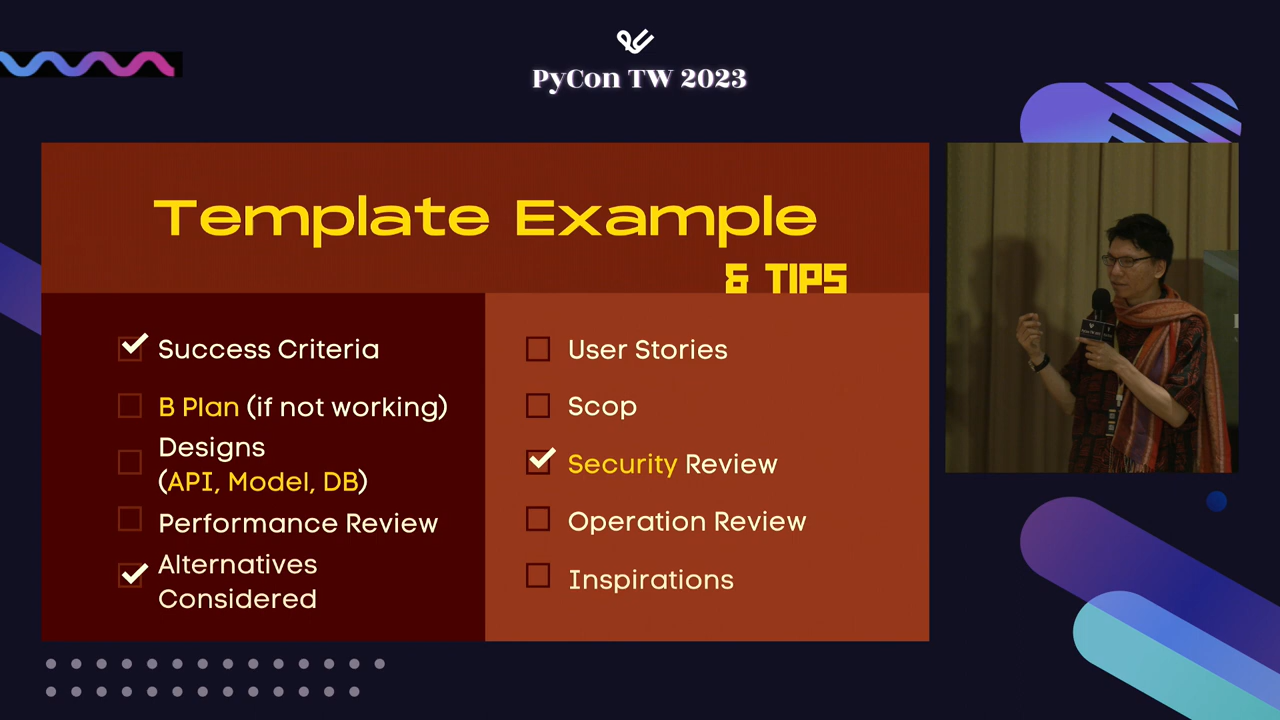 PyCon TW 2023
Template Example
& TIPS
Success Criteria
B Plan (if not working)
Designs
(API, Model, DB)
Performance Review
Alternatives
Considered
User Stories
Scop
Security Review
Operation Review
Inspirations